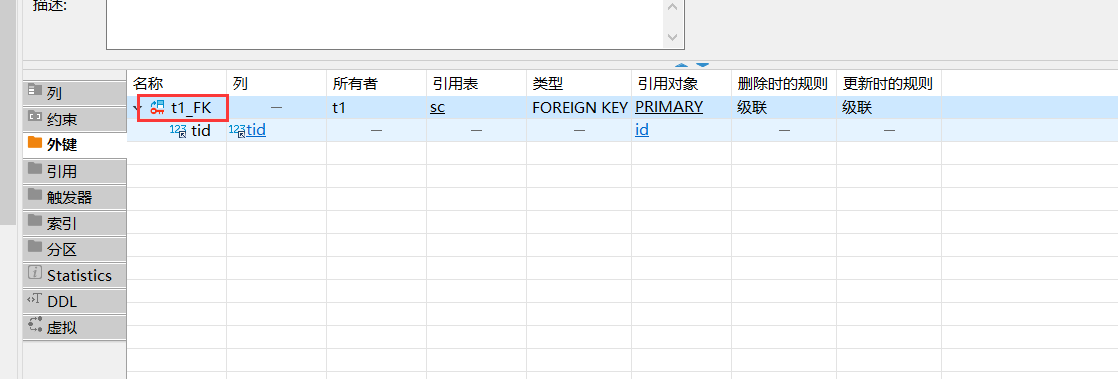 描述:
名称 列 所有者 引用表 类型 引用对象 删除时的规则 更新时的规则
t1_FK — t1 sc FOREIGN KEY PRIMARY 级联 级联
123 tid 123 tid — — — id — —
列
约束
外键
引用
触发器
索引
分区
Statistics
DDL
虚拟